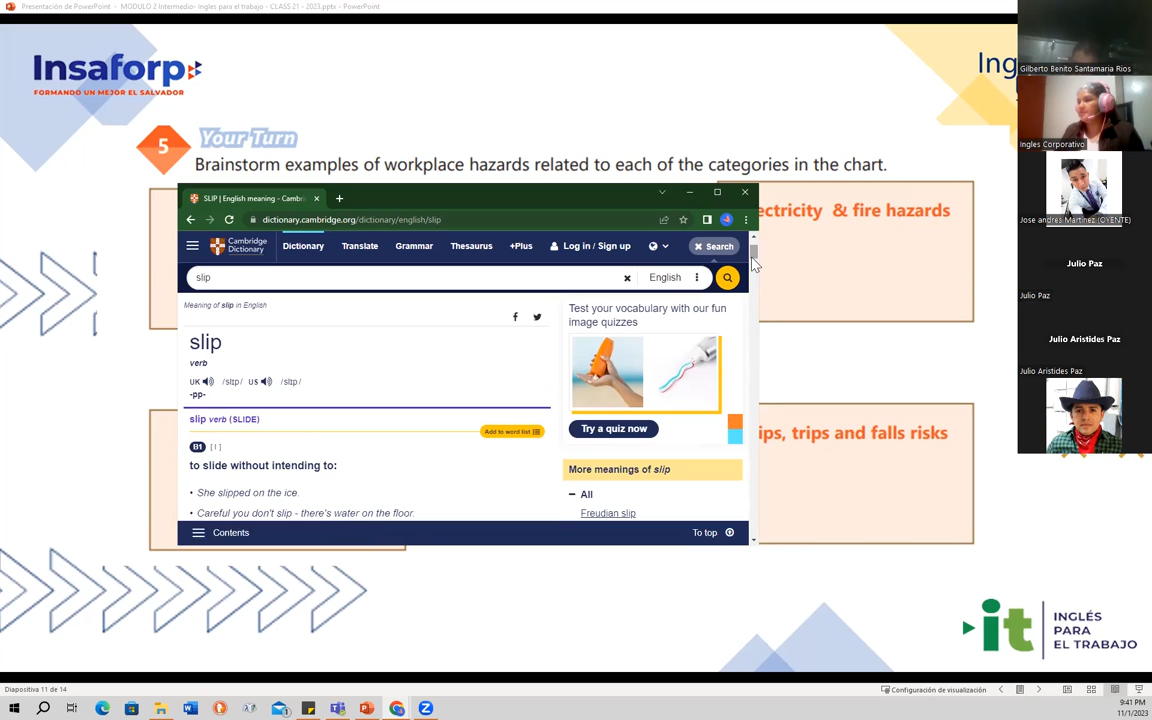 Presentación de PowerPoint - MODULO 2 Intermedio- ingles para el trabajo - CLASS 21 - 2023.pptx - PowerPoint
Insaforp
FORMANDO UN MEJOR EL SALVADOR
Ing
5
Your Turn
Brainstorm examples of workplace hazards related to each of the categories in the chart.
ectricity & fire hazards
ips, trips and falls risks
SLIP | English meaning - Cambri
dictionary.cambridge.org/dictionary/english/slip
Cambridge
Dictionary
Dictionary
Translate
Grammar
Thesaurus
+Plus
Log in / Sign up
Search
slip
English
Meaning of slip in English
slip
verb
UK /slɪp/ US /slɪp/
-pp-
slip verb (SLIDE)
Add to word list
B1 [ I ]
to slide without intending to:
• She slipped on the ice.
• Careful you don't slip - there's water on the floor.
Test your vocabulary with our fun
image quizzes
Try a quiz now
More meanings of slip
All
Freudian slip
Contents
To top
Gilberto Benito Santamaria Rios
Ingles Corporativo
Jose andres Martinez (OYENTE)
Julio Paz
Julio Paz
Julio Aristides Paz
Julio Aristides Paz
it
INGLÉS
PARA
EL TRABAJO
Diapositiva 11 de 14
Configuración de visualización
9:41 PM
11/1/2023